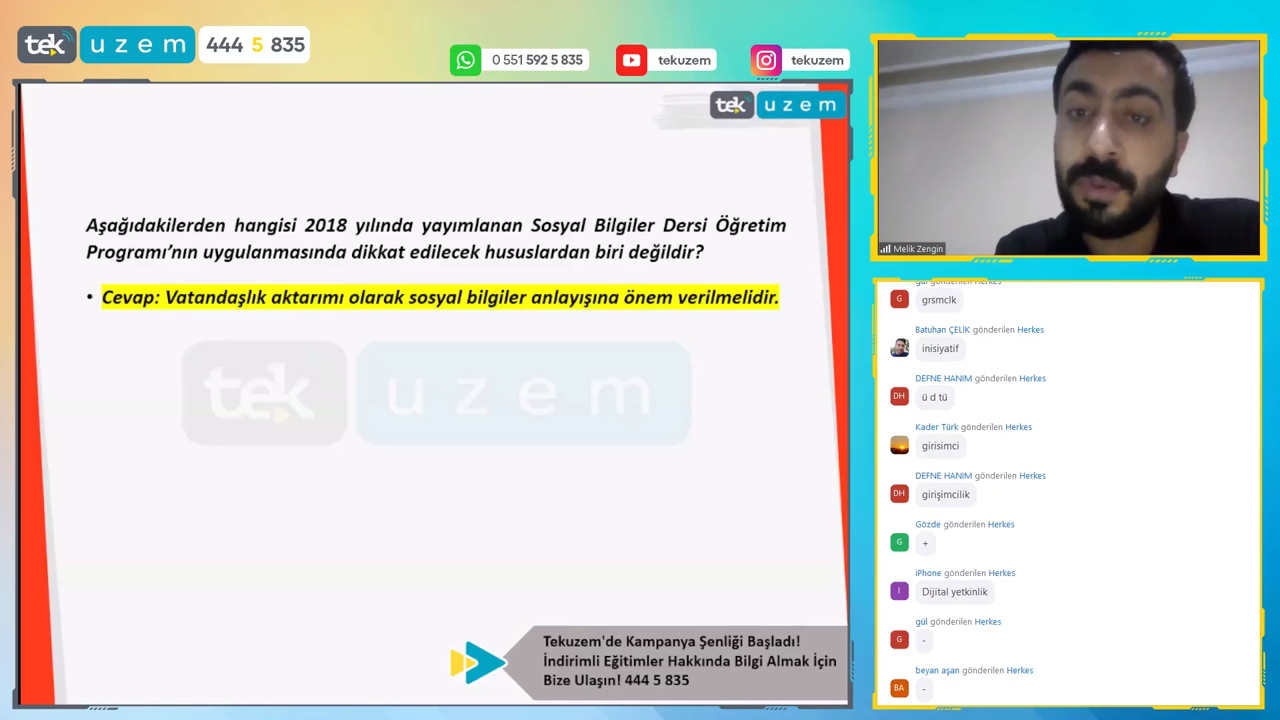 tek uzem 444 5 835
0 551 592 5 835
tekuzem
tekuzem
tek uzem
Aşağıdakilerden hangisi 2018 yılında yayımlanan Sosyal Bilgiler Dersi Öğretim
Programı’nın uygulanmasında dikkat edilecek hususlardan biri değildir?
• Cevap: Vatandaşlık aktarımı olarak sosyal bilgiler anlayışına önem verilmelidir.
tek uzem
Tekuzem'de Kampanya Şenliği Başladı!
İndirimli Eğitimler Hakkında Bilgi Almak İçin
Bize Ulaşın! 444 5 835
Melik Zengin
gül gönderilen Herkes
G
grsmclk
Batuhan ÇELİK gönderilen Herkes
inisiyatif
DEFNE HANIM gönderilen Herkes
DH
ü d tü
Kader Türk gönderilen Herkes
girisimci
DEFNE HANIM gönderilen Herkes
DH
girişimcilik
Gözde gönderilen Herkes
G
+
iPhone gönderilen Herkes
I
Dijital yetkinlik
gül gönderilen Herkes
G
-
beyan aşan gönderilen Herkes
BA
-